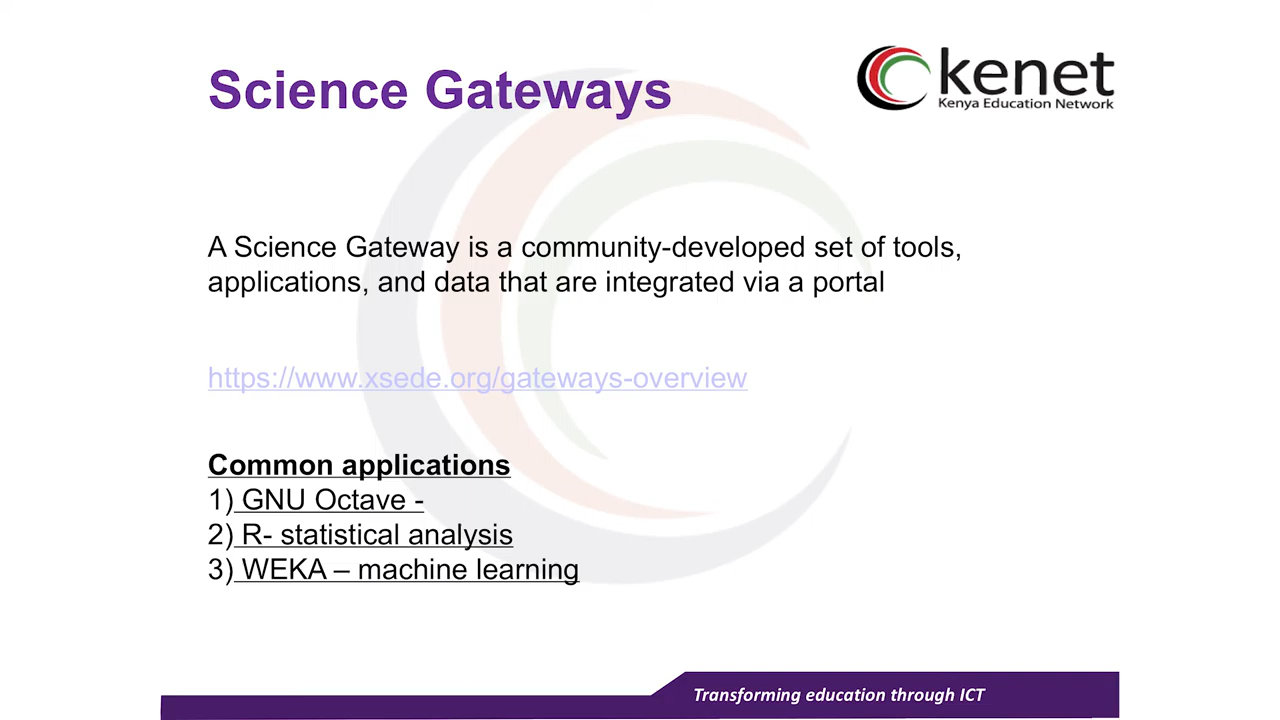 Science Gateways
kenet
Kenya Education Network
A Science Gateway is a community-developed set of tools,
applications, and data that are integrated via a portal
https://www.xsede.org/gateways-overview
Common applications
1) GNU Octave -
2) R- statistical analysis
3) WEKA – machine learning
Transforming education through ICT